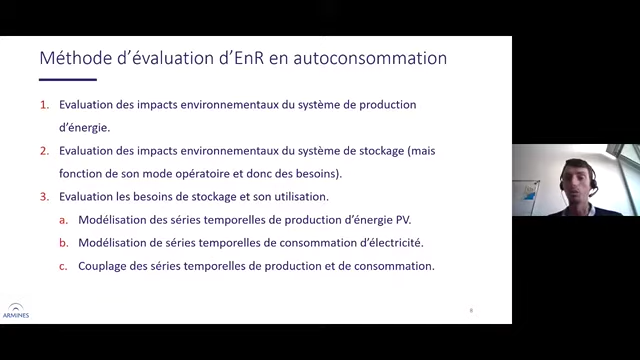 Méthode d'évaluation d'EnR en autoconsommation
1. Evaluation des impacts environnementaux du système de production
d'énergie.
2. Evaluation des impacts environnementaux du système de stockage (mais
fonction de son mode opératoire et donc des besoins).
3. Evaluation les besoins de stockage et son utilisation.
a. Modélisation des séries temporelles de production d'énergie PV.
b. Modélisation de séries temporelles de consommation d'électricité.
c. Couplage des séries temporelles de production et de consommation.
ARMINES
8